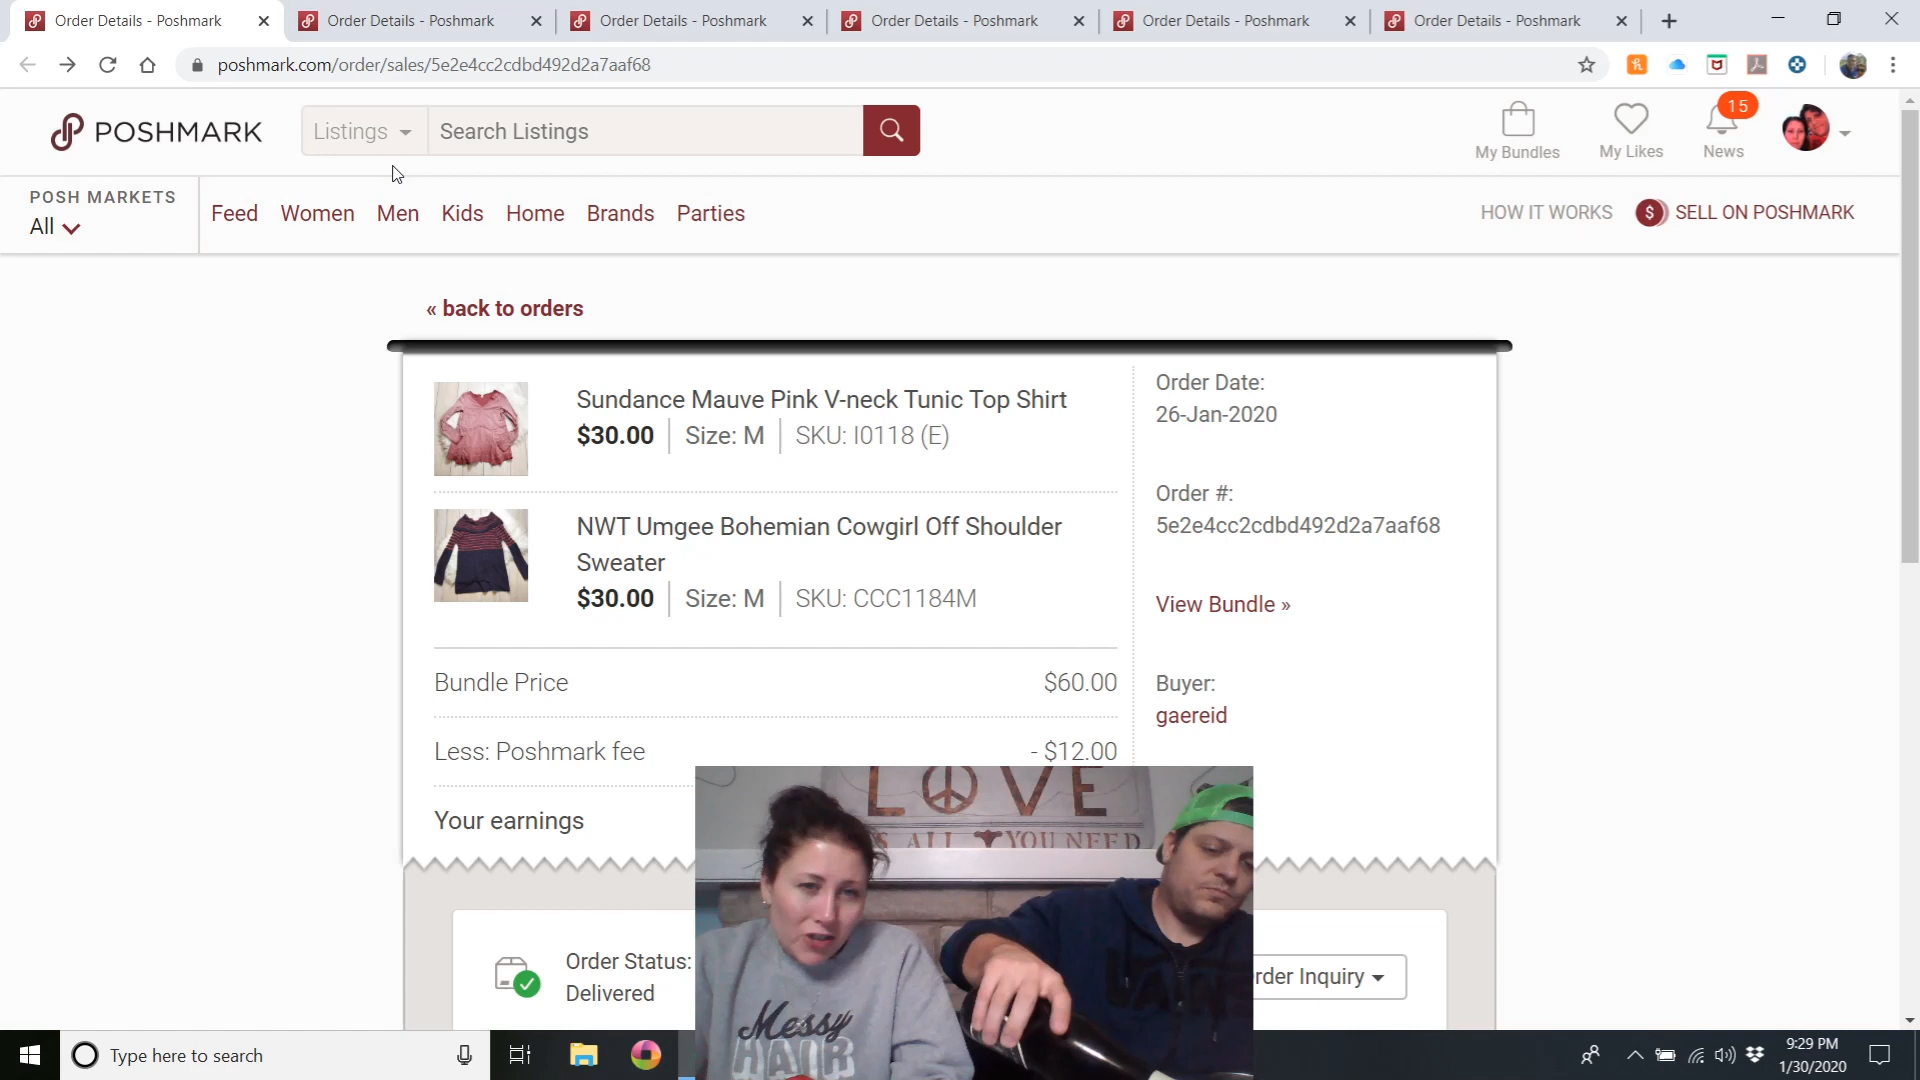 Order Details - Poshmark Order Details - Poshmark Order Details - Poshmark Order Details - Poshmark Order Details - Poshmark Order Details - Poshmark
poshmark.com/order/sales/5e2e4cc2cdbd492d2a7aaf68
POSHMARK Listings Search Listings My Bundles My Likes 15 News
POSH MARKETS
All
Feed Women Men Kids Home Brands Parties HOW IT WORKS $ SELL ON POSHMARK
« back to orders
Sundance Mauve Pink V-neck Tunic Top Shirt
$30.00 Size: M SKU: I0118 (E)
NWT Umgee Bohemian Cowgirl Off Shoulder
Sweater
$30.00 Size: M SKU: CCC1184M
Bundle Price $60.00
Less: Poshmark fee - $12.00
Your earnings
Order Date:
26-Jan-2020
Order #:
5e2e4cc2cdbd492d2a7aaf68
View Bundle »
Buyer:
gaereid
Order Status:
Delivered
rder Inquiry
LOVE
S ALL YOU NEED
Messy
HAIR
Type here to search
9:29 PM
1/30/2020